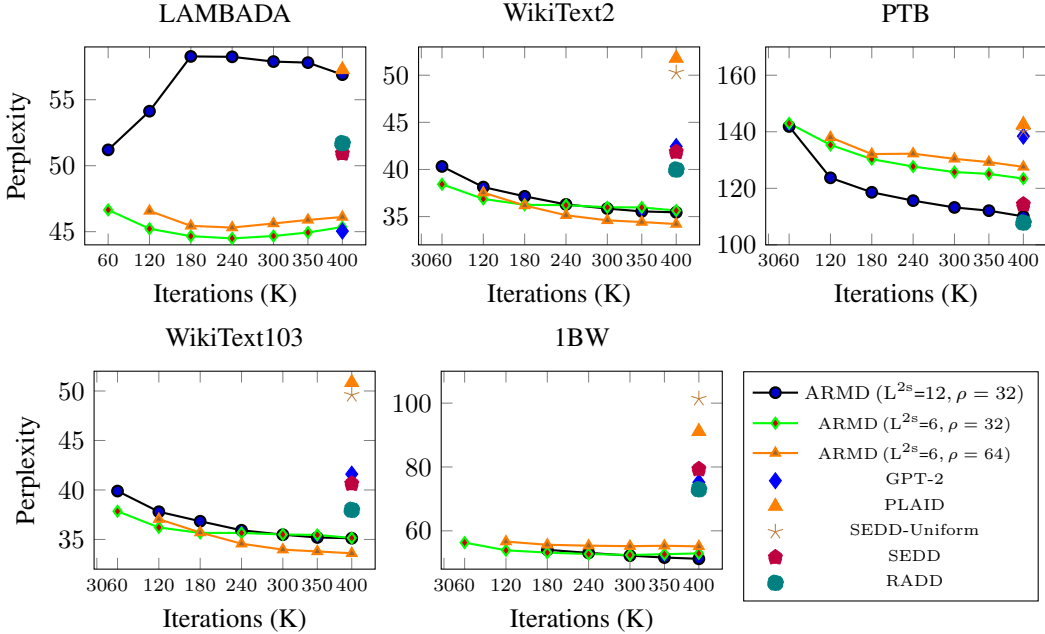 LAMBADA
WikiText2
PTB
Perplexity
55
50
45
60 120 180 240 300 350 400
Iterations (K)
50
45
40
35
3060 120 180 240 300 350 400
Iterations (K)
160
140
120
100
3060 120 180 240 300 350 400
Iterations (K)
WikiText103
1BW
Perplexity
50
45
40
35
3060 120 180 240 300 350 400
Iterations (K)
100
80
60
3060 120 180 240 300 350 400
Iterations (K)
ARMD (L²ˢ=12, ρ = 32)
ARMD (L²ˢ=6, ρ = 32)
ARMD (L²ˢ=6, ρ = 64)
GPT-2
PLAID
SEDD-Uniform
SEDD
RADD